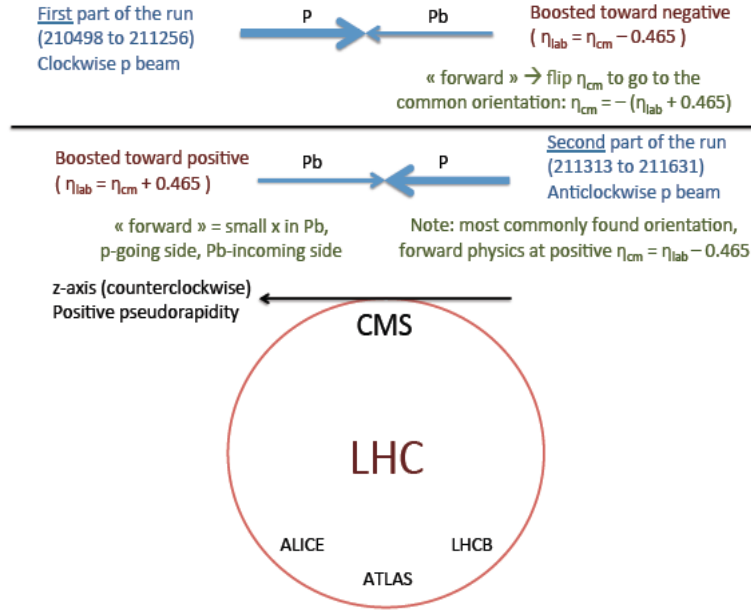 First part of the run
(210498 to 211256)
Clockwise p beam
P
Pb
Boosted toward negative
( ηlab = ηcm – 0.465 )
« forward » → flip ηcm to go to the
common orientation: ηcm = – (ηlab + 0.465)
Boosted toward positive
( ηlab = ηcm + 0.465 )
Pb
P
Second part of the run
(211313 to 211631)
Anticlockwise p beam
« forward » = small x in Pb,
p-going side, Pb-incoming side
Note: most commonly found orientation,
forward physics at positive ηcm = ηlab – 0.465
z-axis (counterclockwise)
Positive pseudorapidity
CMS
LHC
ALICE
LHCB
ATLAS